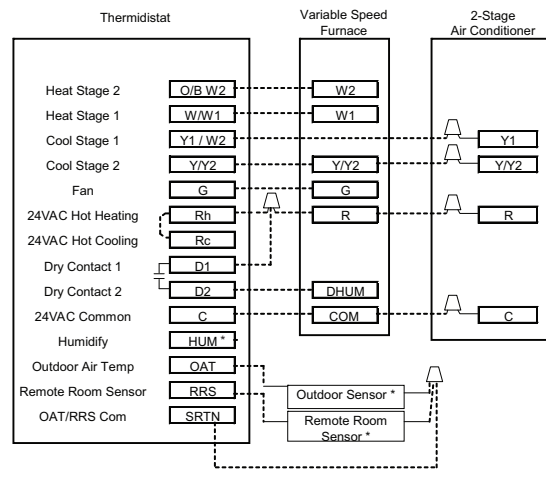 Thermidistat
Variable Speed
Furnace
2-Stage
Air Conditioner
Heat Stage 2 O/B W2 W2
Heat Stage 1 W/W1 W1
Cool Stage 1 Y1 / W2 Y1
Cool Stage 2 Y/Y2 Y/Y2 Y/Y2
Fan G G
24VAC Hot Heating Rh R R
24VAC Hot Cooling Rc
Dry Contact 1 D1
Dry Contact 2 D2 DHUM
24VAC Common C COM C
Humidify HUM *
Outdoor Air Temp OAT
Remote Room Sensor RRS
Outdoor Sensor *
OAT/RRS Com SRTN
Remote Room
Sensor *